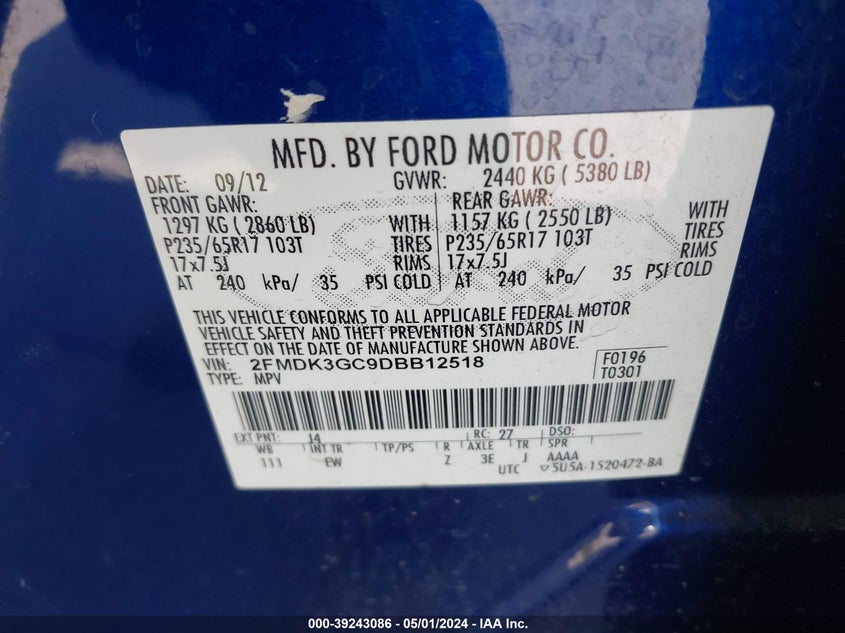 MFD. BY FORD MOTOR CO.
DATE: 09/12 GVWR: 2440 KG ( 5380 LB)
FRONT GAWR: REAR GAWR:
1297 KG ( 2860 LB) WITH 1157 KG ( 2550 LB) WITH
P235/65R17 103T TIRES P235/65R17 103T TIRES
17x7.5J RIMS 17x7.5J RIMS
AT 240 kPa/ 35 PSI COLD AT 240 kPa/ 35 PSI COLD
THIS VEHICLE CONFORMS TO ALL APPLICABLE FEDERAL MOTOR
VEHICLE SAFETY AND THEFT PREVENTION STANDARDS IN
EFFECT ON THE DATE OF MANUFACTURE SHOWN ABOVE.
VIN: 2FMDK3GC9DBB12518 F0196
TYPE: MPV T0301
EXT PNT: J4 RC: 27 DSO:
WB INT TR TP/PS R AXLE TR SPR
111 EW Z 3E J AAAA
UTC ▽5U5A-1520472-BA
000-39243086 - 05/01/2024 - IAA Inc.